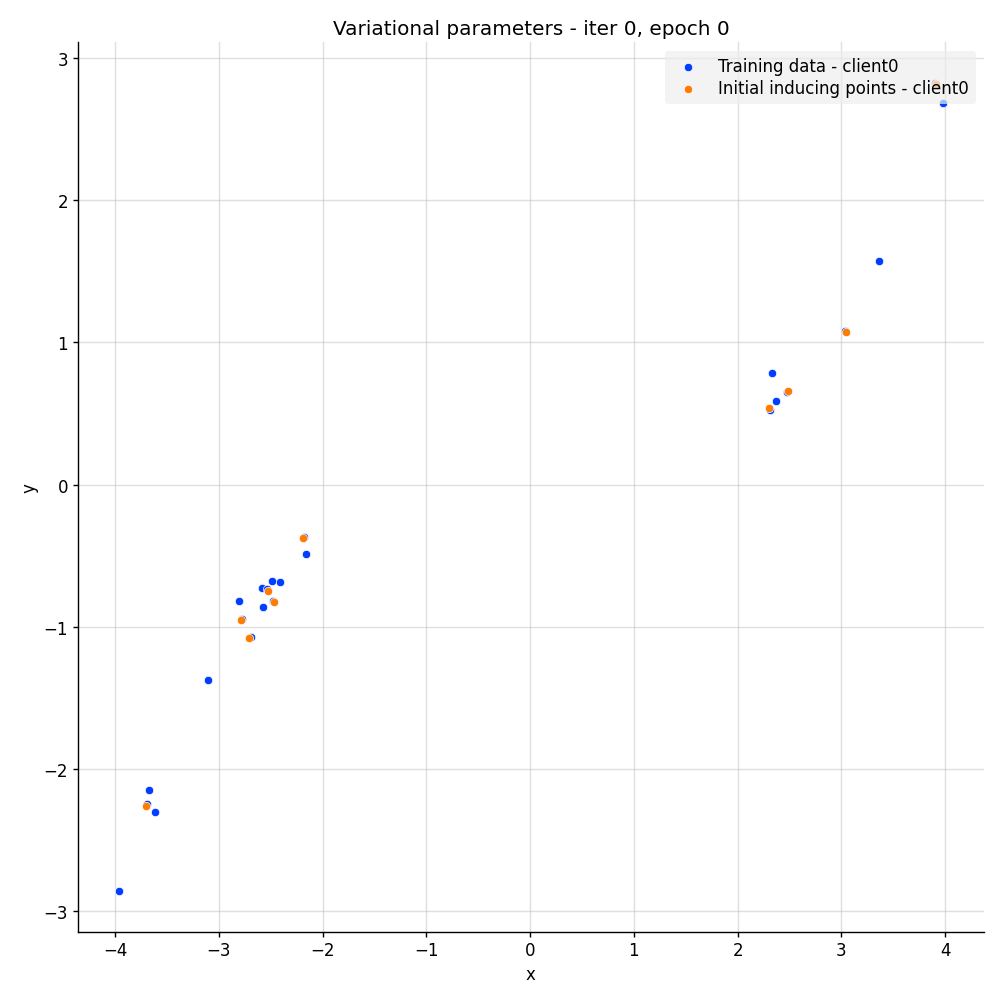 Variational parameters - iter 0, epoch 0
Training data - client0
Initial inducing points - client0
3
2
1
0
−1
−2
−3
y
−4 −3 −2 −1 0 1 2 3 4
x